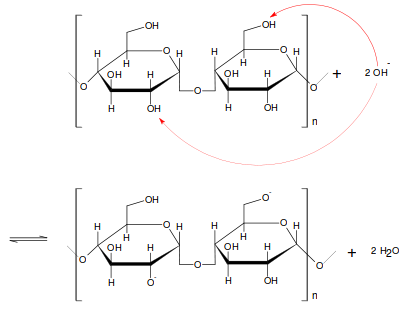 OH OH
H O H H O H
H H
OH H OH H + 2 OH-
O O O
H OH H OH n
OH O-
H O H H O H
H H
OH H OH H
O O O + 2 H2O
H O- H OH n